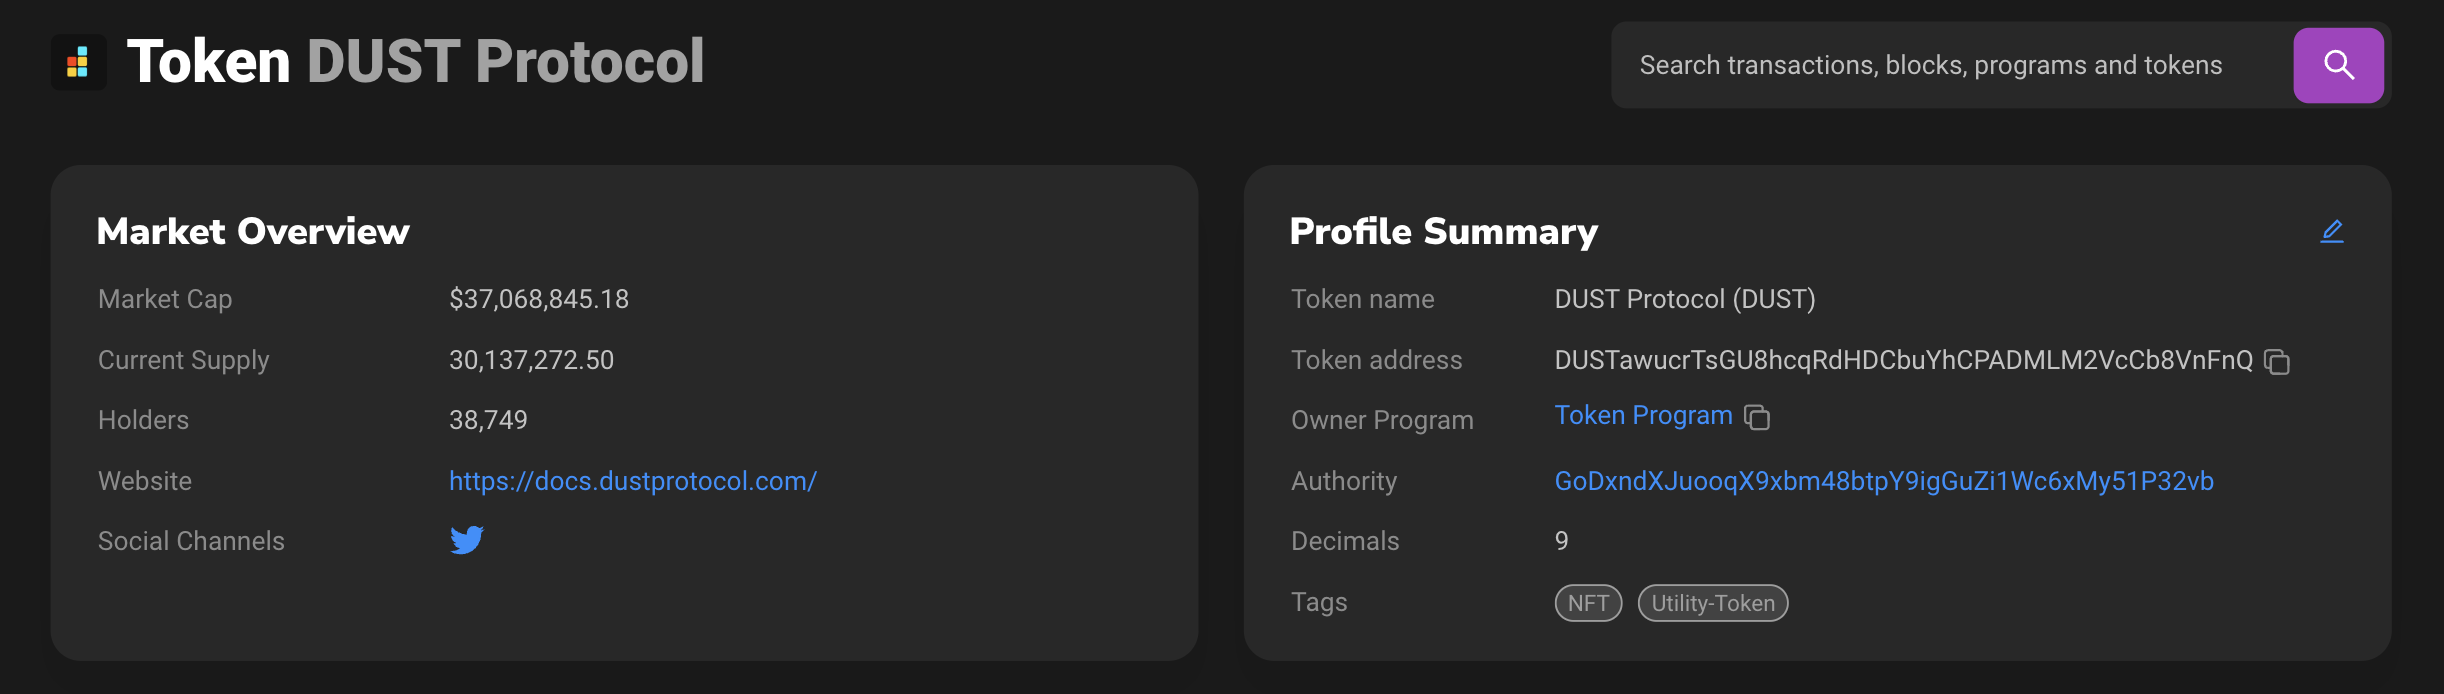 Token DUST Protocol
Search transactions, blocks, programs and tokens
Market Overview
Market Cap $37,068,845.18
Current Supply 30,137,272.50
Holders 38,749
Website https://docs.dustprotocol.com/
Social Channels
Profile Summary
Token name DUST Protocol (DUST)
Token address DUSTawucrTsGU8hcqRdHDCbuYhCPADMLM2VcCb8VnFnQ
Owner Program Token Program
Authority GoDxndXJuooqX9xbm48btpY9igGuZi1Wc6xMy51P32vb
Decimals 9
Tags NFT Utility-Token